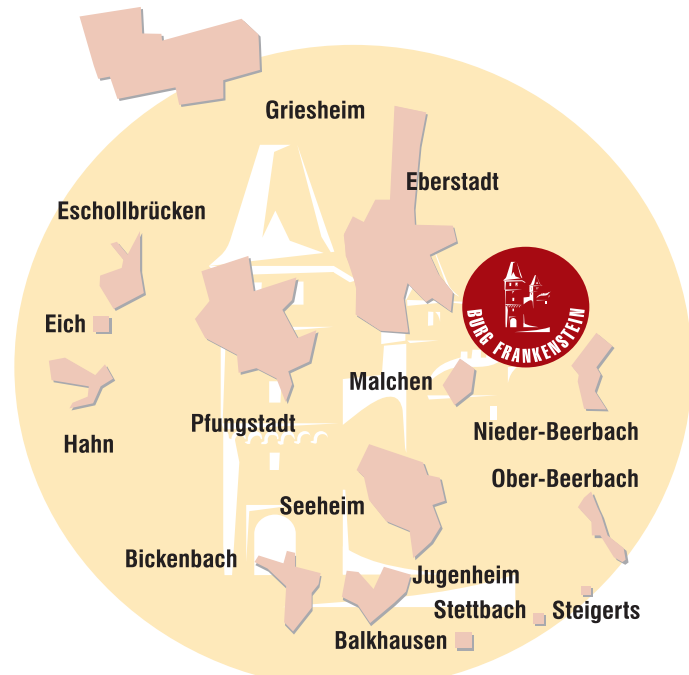 Griesheim
Eberstadt
Eschollbrücken
BURG FRANKENSTEIN
Eich
Malchen
Pfungstadt
Nieder-Beerbach
Hahn
Ober-Beerbach
Seeheim
Bickenbach
Jugenheim
Stettbach
Steigerts
Balkhausen